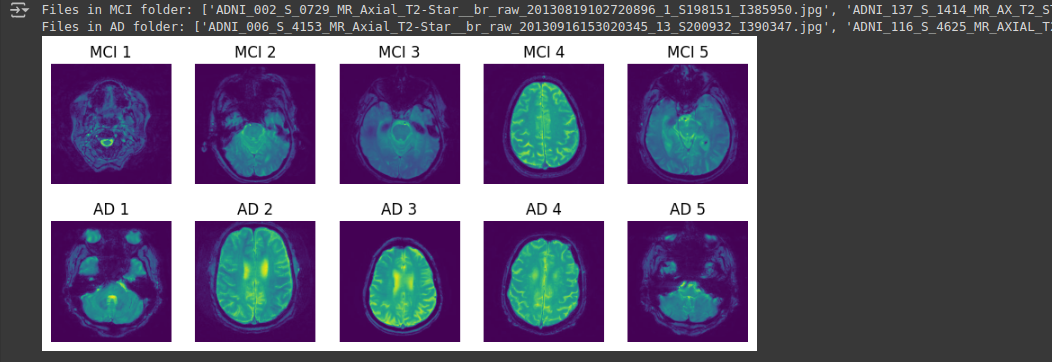 Files in MCI folder: ['ADNI_002_S_0729_MR_Axial_T2-Star__br_raw_20130819102720896_1_S198151_I385950.jpg', 'ADNI_137_S_1414_MR_AX_T2_ST
Files in AD folder: ['ADNI_006_S_4153_MR_Axial_T2-Star__br_raw_20130916153020345_13_S200932_I390347.jpg', 'ADNI_116_S_4625_MR_AXIAL_T2
MCI 1 MCI 2 MCI 3 MCI 4 MCI 5
AD 1 AD 2 AD 3 AD 4 AD 5